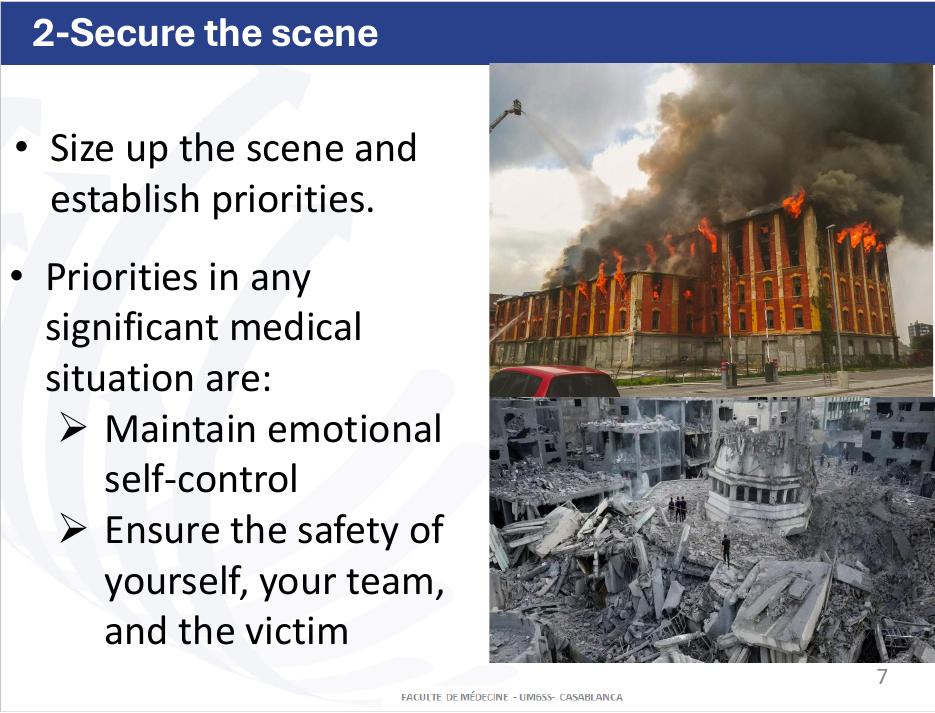 2-Secure the scene
• Size up the scene and
establish priorities.
• Priorities in any
significant medical
situation are:
➢ Maintain emotional
self-control
➢ Ensure the safety of
yourself, your team,
and the victim
7
FACULTE DE MÉDECINE - UM6SS- CASABLANCA